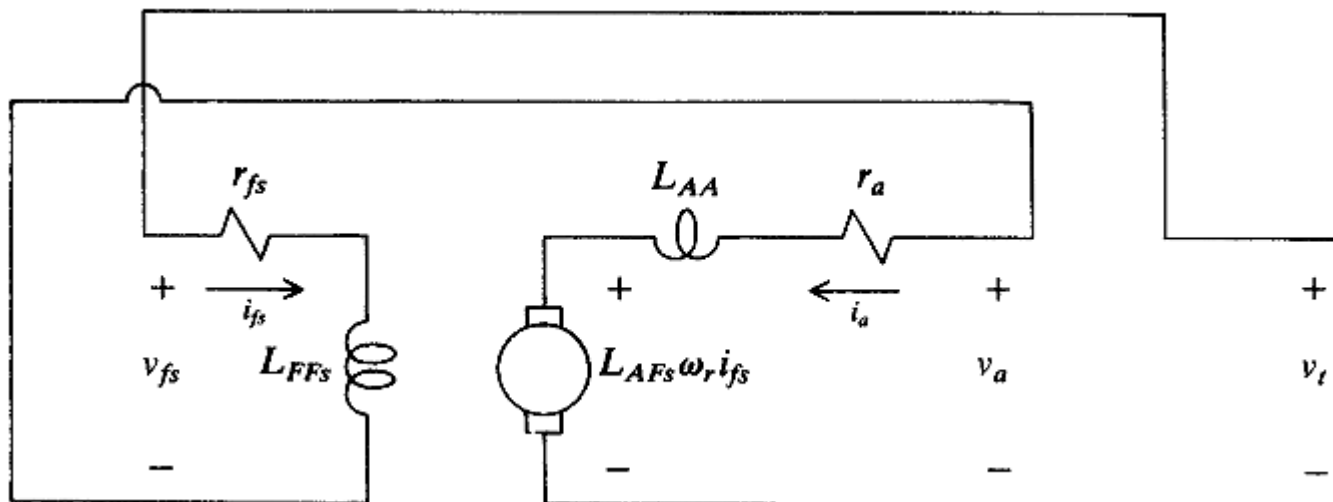 r_fs
L_AA
r_a
+ i_fs + i_a + +
v_fs L_FFs L_AFs ω_r i_fs v_a v_t
− − − −